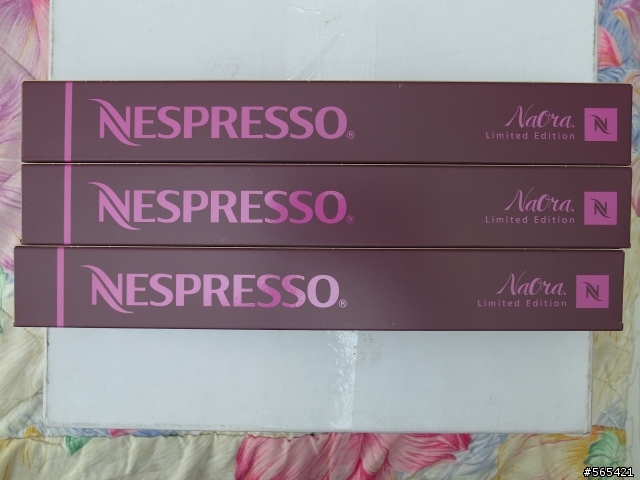 NESPRESSO®
NaOra.
Limited Edition
N
NESPRESSO®
NaOra.
Limited Edition
N
NESPRESSO®
NaOra.
Limited Edition
N
#565421